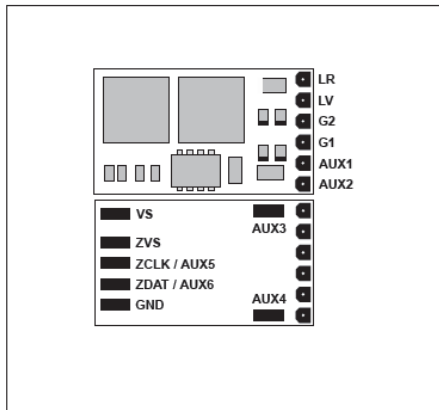 LR
LV
G2
G1
AUX1
AUX2
VS
AUX3
ZVS
ZCLK / AUX5
ZDAT / AUX6
AUX4
GND